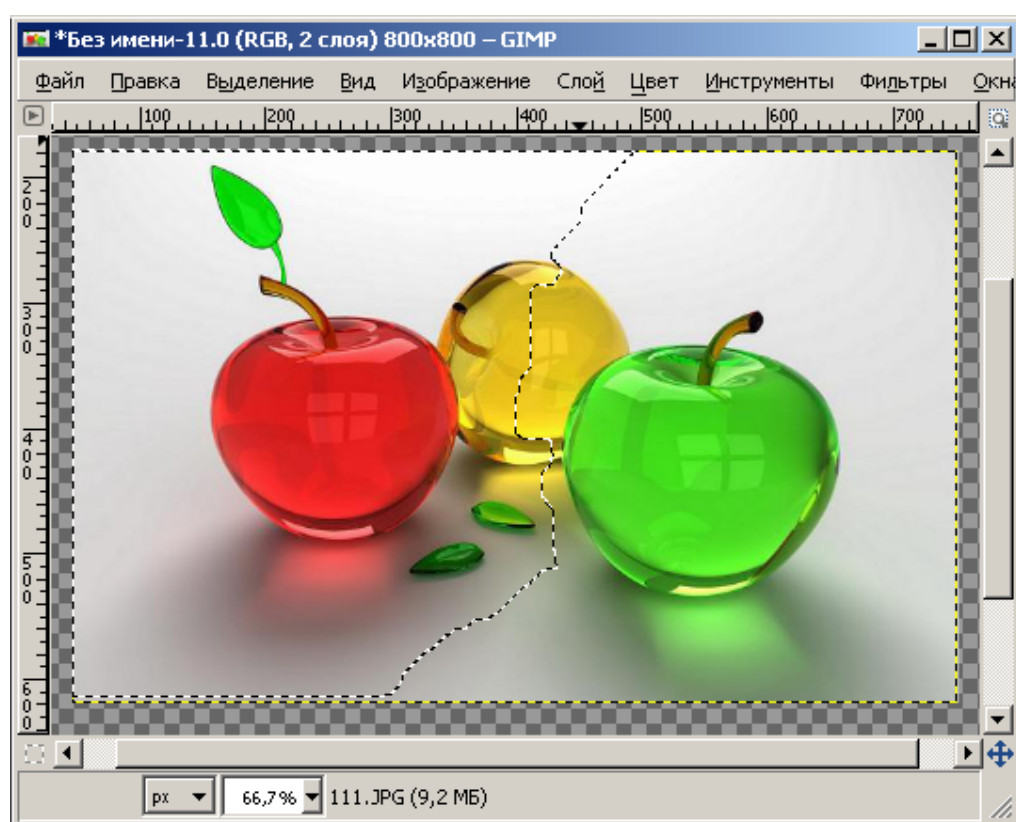 *Без имени-11.0 (RGB, 2 слоя) 800x800 – GIMP
Файл Правка Выделение Вид Изображение Слой Цвет Инструменты Фильтры Окна
100 200 300 400 500 600 700
200
300
400
500
600
px 66,7% 111.JPG (9,2 МБ)